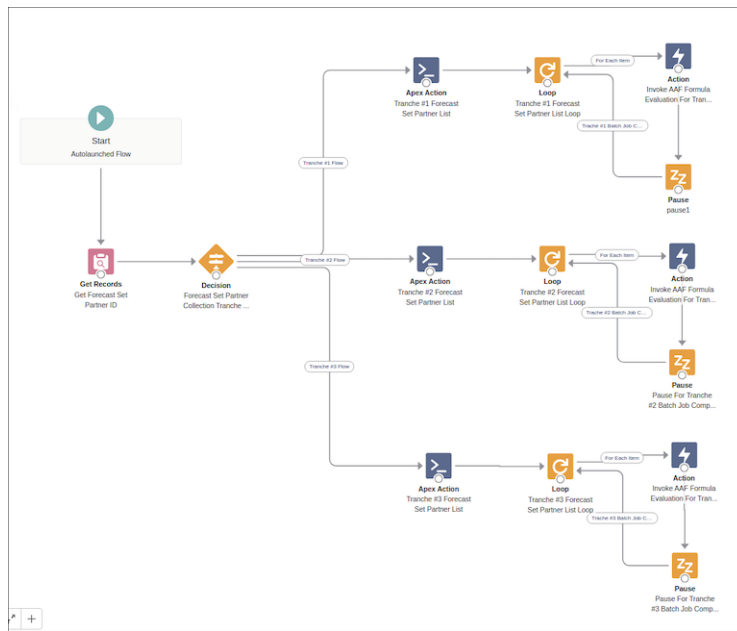 Start
Autolaunched Flow
Get Records
Get Forecast Set
Partner ID
Decision
Forecast Set Partner
Collection Tranche ...
Tranche #1 Flow
Apex Action
Tranche #1 Forecast
Set Partner List
Loop
Tranche #1 Forecast
Set Partner List Loop
For Each Item
Action
Invoke AAF Formula
Evaluation For Tran...
Trache #1 Batch Job C...
Pause
pause1
Tranche #2 Flow
Apex Action
Tranche #2 Forecast
Set Partner List
Loop
Tranche #2 Forecast
Set Partner List Loop
For Each Item
Action
Invoke AAF Formula
Evaluation For Tran...
Trache #2 Batch Job C...
Pause
Pause For Tranche
#2 Batch Job Comp...
Tranche #3 Flow
Apex Action
Tranche #3 Forecast
Set Partner List
Loop
Tranche #3 Forecast
Set Partner List Loop
For Each Item
Action
Invoke AAF Formula
Evaluation For Tran...
Trache #3 Batch Job C...
Pause
Pause For Tranche
#3 Batch Job Comp...